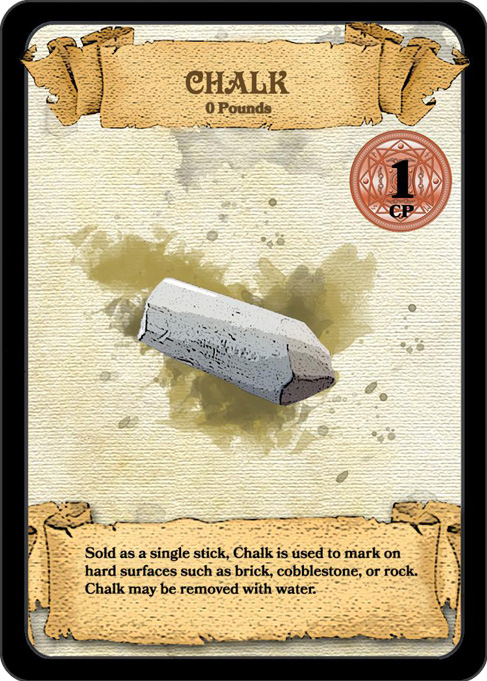 CHALK
0 Pounds
1
CP
Sold as a single stick, Chalk is used to mark on
hard surfaces such as brick, cobblestone, or rock.
Chalk may be removed with water.